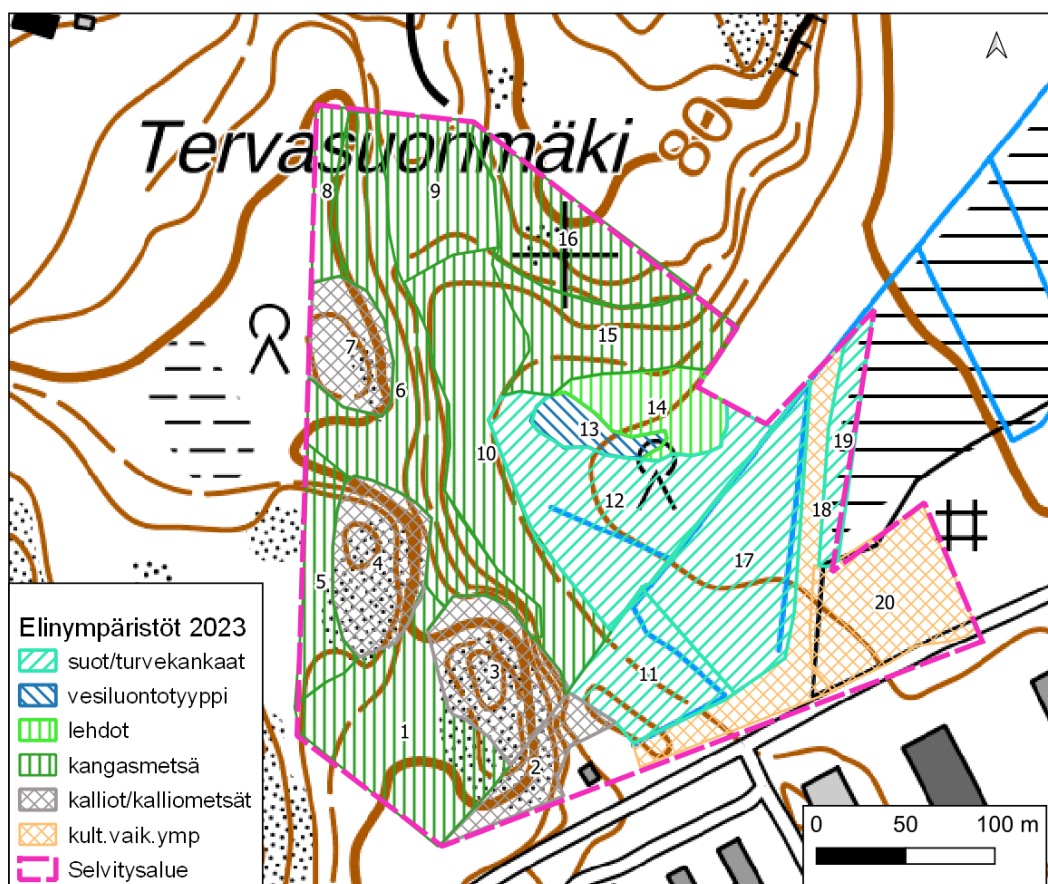 Tervasuonmäki
80
8
9
16
7
6
15
14
13
10
12
19
18
17
4
5
3
20
11
1
2
Elinympäristöt 2023
suot/turvekankaat
vesiluontotyyppi
lehdot
kangasmetsä
kalliot/kalliometsät
kult.vaik.ymp
Selvitysalue
0 50 100 m